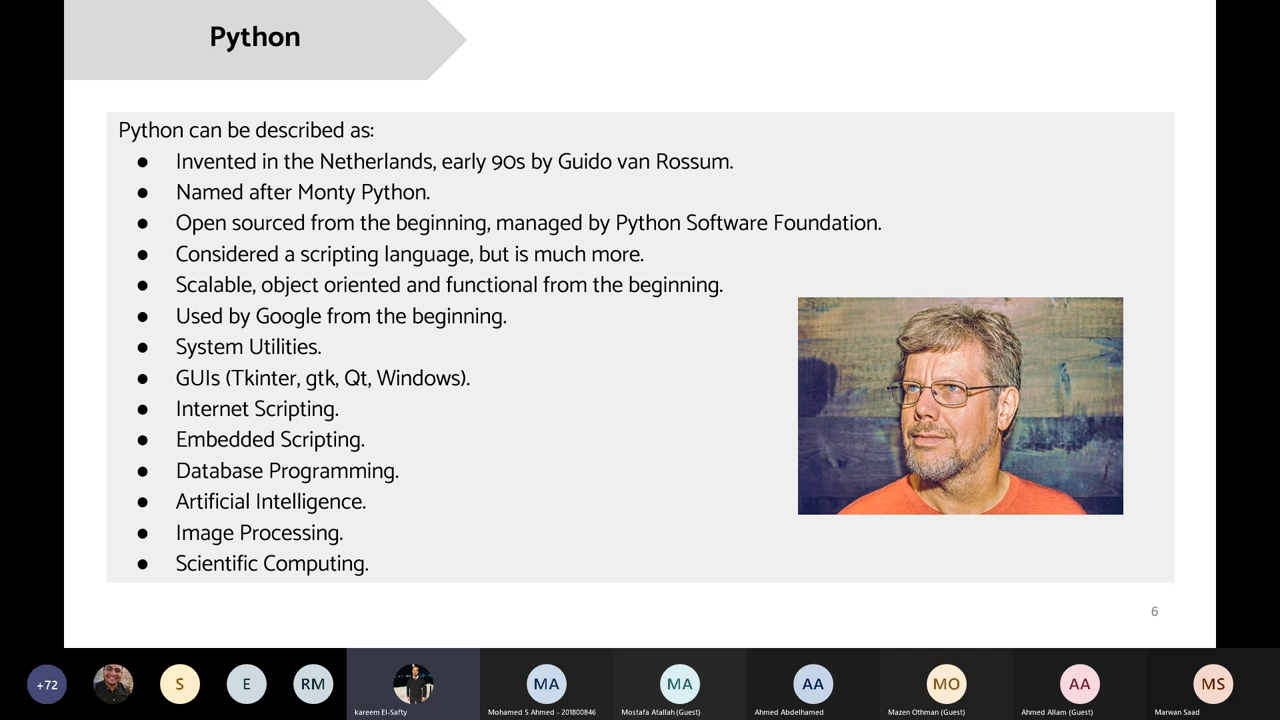 Python
Python can be described as:
● Invented in the Netherlands, early 90s by Guido van Rossum.
● Named after Monty Python.
● Open sourced from the beginning, managed by Python Software Foundation.
● Considered a scripting language, but is much more.
● Scalable, object oriented and functional from the beginning.
● Used by Google from the beginning.
● System Utilities.
● GUIs (Tkinter, gtk, Qt, Windows).
● Internet Scripting.
● Embedded Scripting.
● Database Programming.
● Artificial Intelligence.
● Image Processing.
● Scientific Computing.
6
+72 S E RM MA MA AA MO AA MS
kareem El-Safty Mohamed S Ahmed - 201800846 Mostafa Atallah (Guest) Ahmed Abdelhamed Mazen Othman (Guest) Ahmed Allam (Guest) Marwan Saad